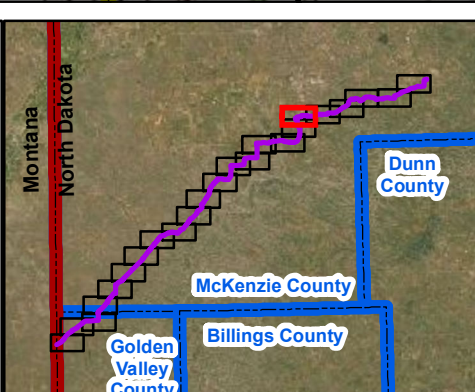 Montana
North Dakota
Dunn
County
McKenzie County
Billings County
Golden
Valley
County